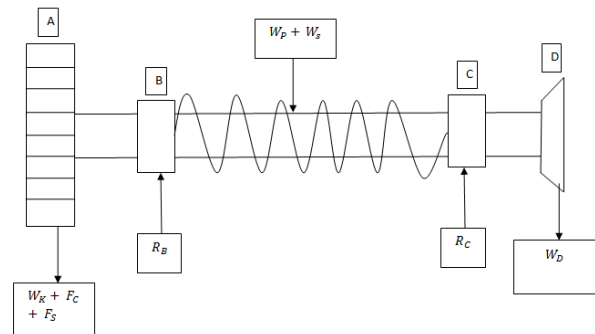 A
W_P + W_s
B
C
D
R_B
R_C
W_D
W_K + F_C
+ F_S